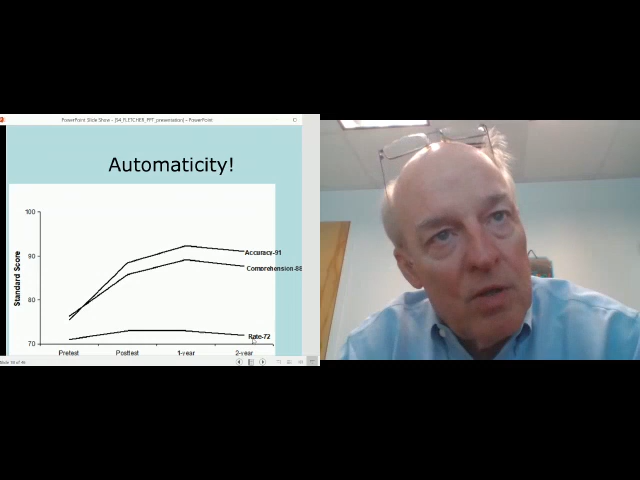 PowerPoint Slide Show - [S4_FLETCHER_PPT_presentation] - PowerPoint
Automaticity!
100
90
80
70
Standard Score
Accuracy-91
Comprehension-88
Rate-72
Pretest
Posttest
1-year
2-year